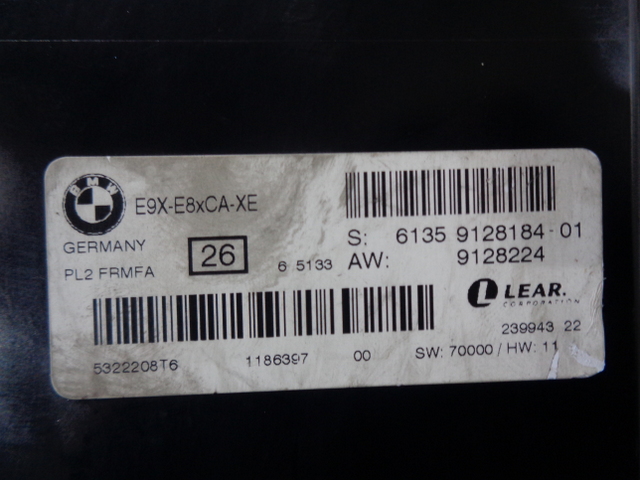 BMW
E9X-E8xCA-XE
GERMANY
PL2 FRMFA
26
6 5133
S: 6135 9128184-01
AW: 9128224
LEAR.
CORPORATION
239943 22
5322208T6 1186397 00 SW: 70000 / HW: 11